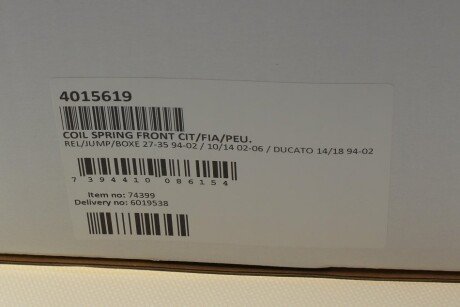 4015619
COIL SPRING FRONT CIT/FIA/PEU.
REL/JUMP/BOXE 27-35 94-02 / 10/14 02-06 / DUCATO 14/18 94-02
7 394410 086154
Item no: 74399
Delivery no: 6019538